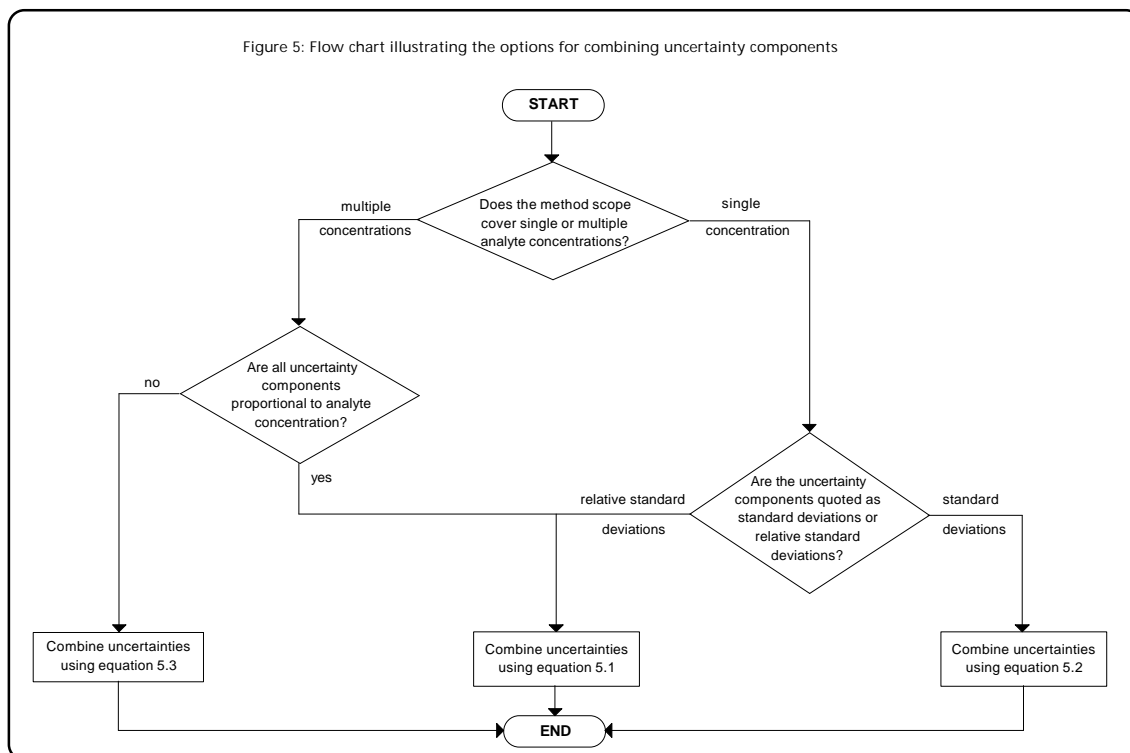 Figure 5: Flow chart illustrating the options for combining uncertainty components
START
Does the method scope
cover single or multiple
analyte concentrations?
multiple
concentrations
single
concentration
Are all uncertainty
components
proportional to analyte
concentration?
no
yes
Are the uncertainty
components quoted as
standard deviations or
relative standard
deviations?
relative standard
deviations
standard
deviations
Combine uncertainties
using equation 5.3
Combine uncertainties
using equation 5.1
Combine uncertainties
using equation 5.2
END